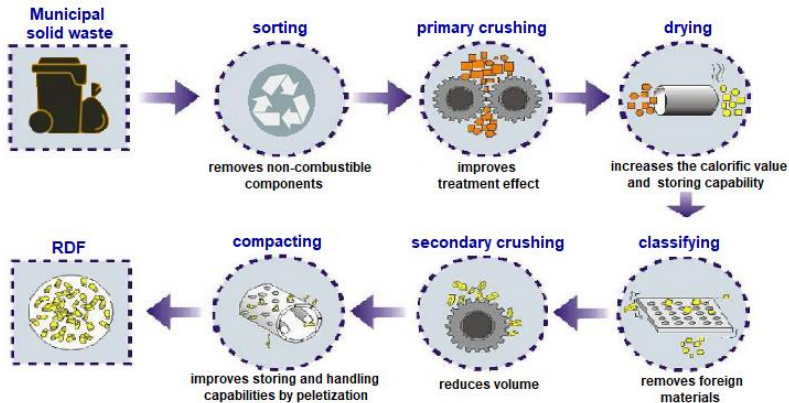 Municipal
solid waste
sorting
primary crushing
drying
removes non-combustible
components
improves
treatment effect
increases the calorific value
and storing capability
RDF
compacting
secondary crushing
classifying
improves storing and handling
capabilities by peletization
reduces volume
removes foreign
materials